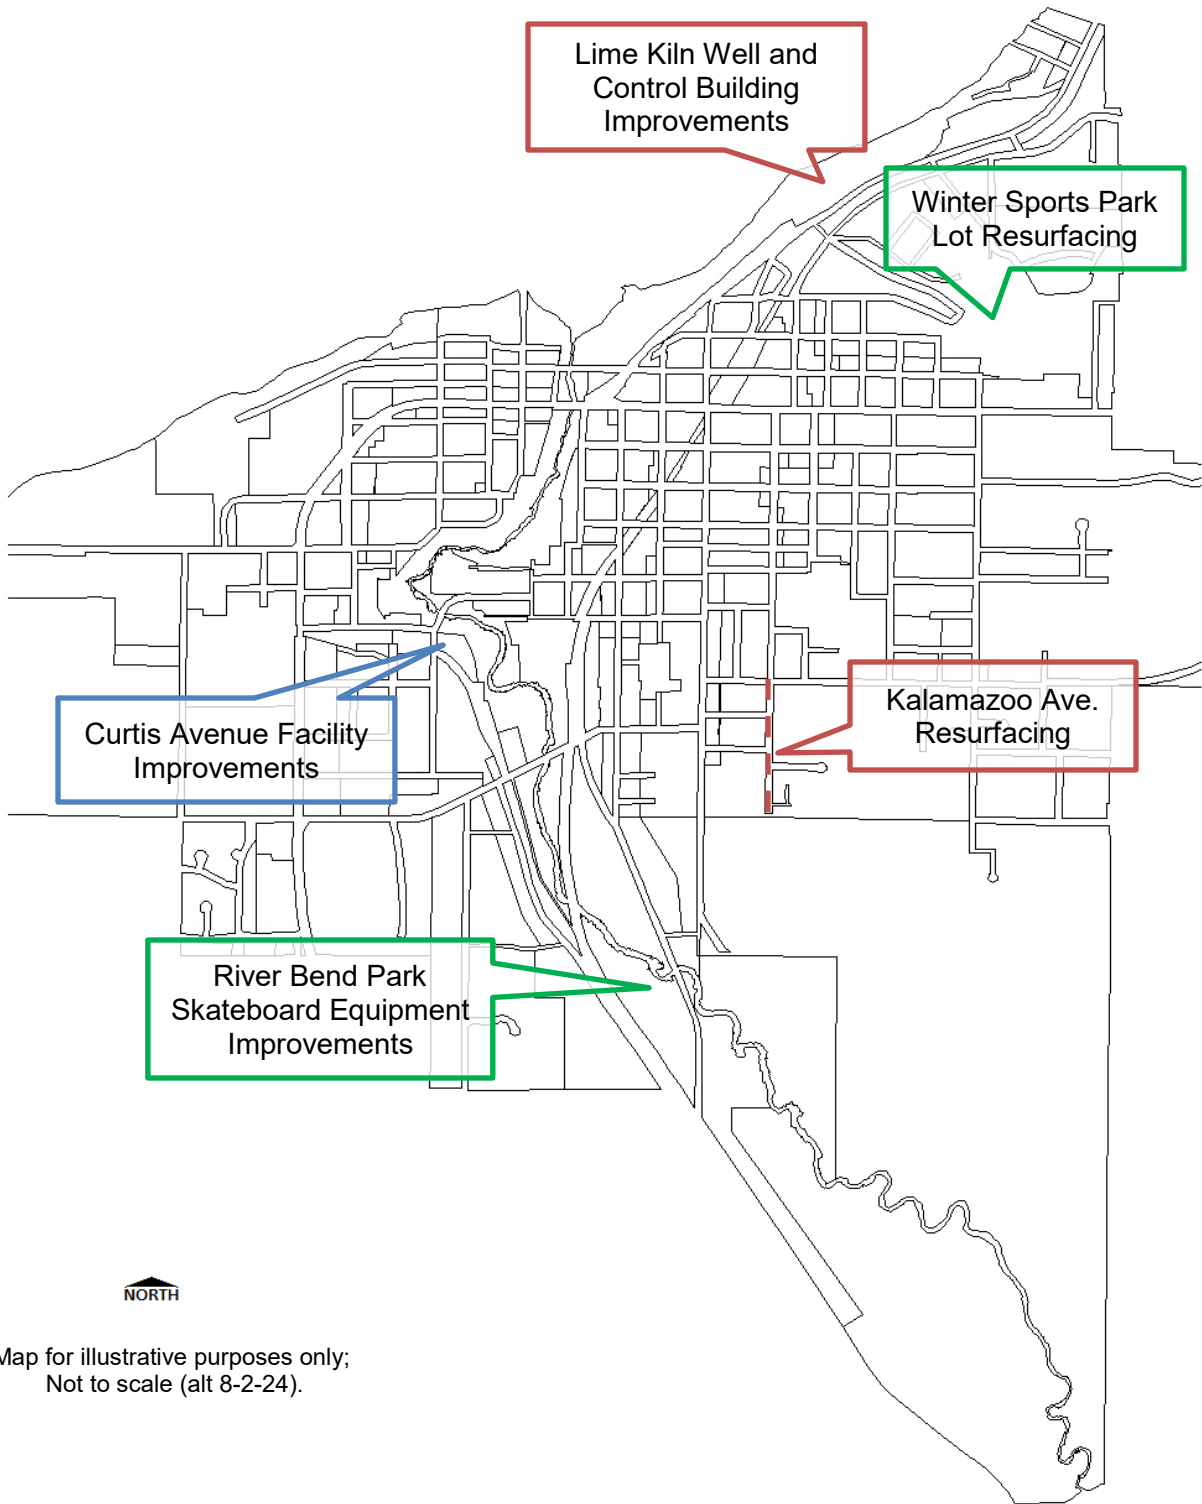 Lime Kiln Well and
Control Building
Improvements
Winter Sports Park
Lot Resurfacing
Curtis Avenue Facility
Improvements
Kalamazoo Ave.
Resurfacing
River Bend Park
Skateboard Equipment
Improvements
NORTH
Map for illustrative purposes only;
Not to scale (alt 8-2-24).